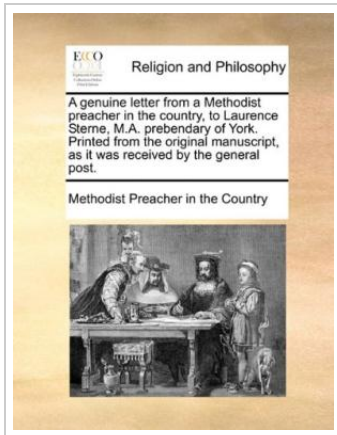 ECCO
Religion and Philosophy
A genuine letter from a Methodist
preacher in the country, to Laurence
Sterne, M.A. prebendary of York.
Printed from the original manuscript,
as it was received by the general
post.
Methodist Preacher in the Country